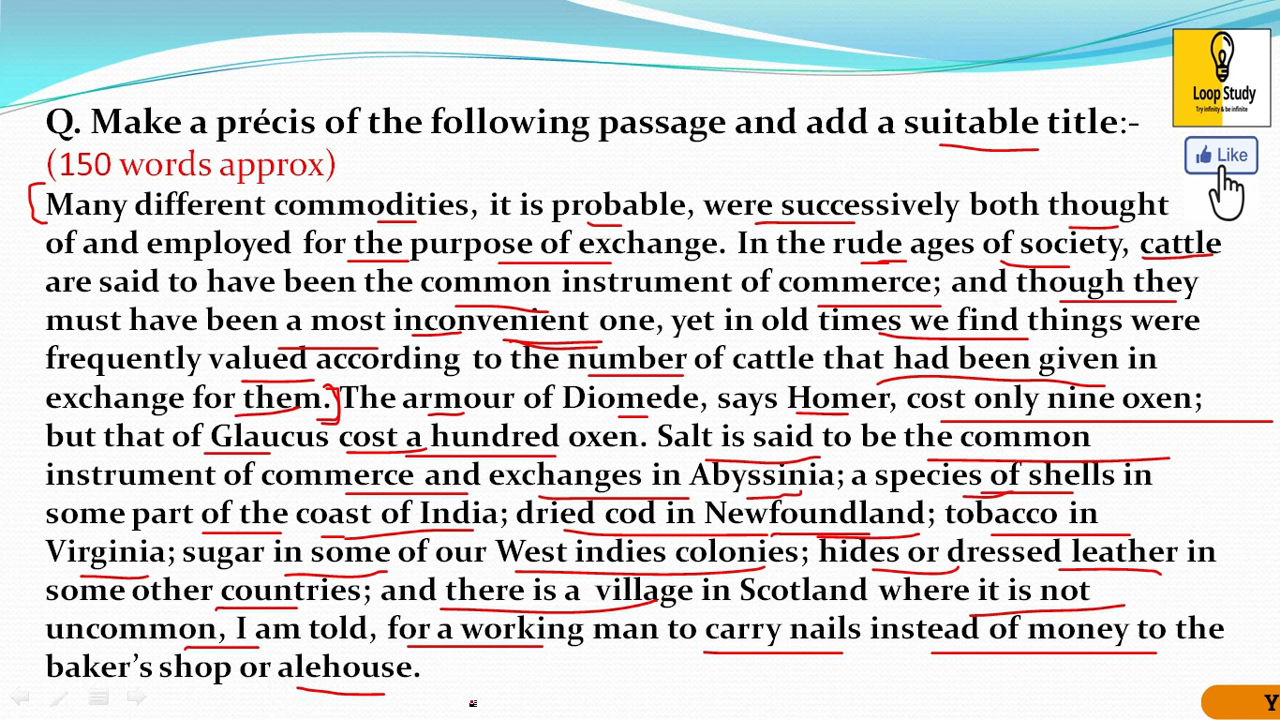 Loop Study
Try infinity & be infinite
Like
Q. Make a précis of the following passage and add a suitable title:-
(150 words approx)
Many different commodities, it is probable, were successively both thought
of and employed for the purpose of exchange. In the rude ages of society, cattle
are said to have been the common instrument of commerce; and though they
must have been a most inconvenient one, yet in old times we find things were
frequently valued according to the number of cattle that had been given in
exchange for them. The armour of Diomede, says Homer, cost only nine oxen;
but that of Glaucus cost a hundred oxen. Salt is said to be the common
instrument of commerce and exchanges in Abyssinia; a species of shells in
some part of the coast of India; dried cod in Newfoundland; tobacco in
Virginia; sugar in some of our West indies colonies; hides or dressed leather in
some other countries; and there is a village in Scotland where it is not
uncommon, I am told, for a working man to carry nails instead of money to the
baker's shop or alehouse.
Y